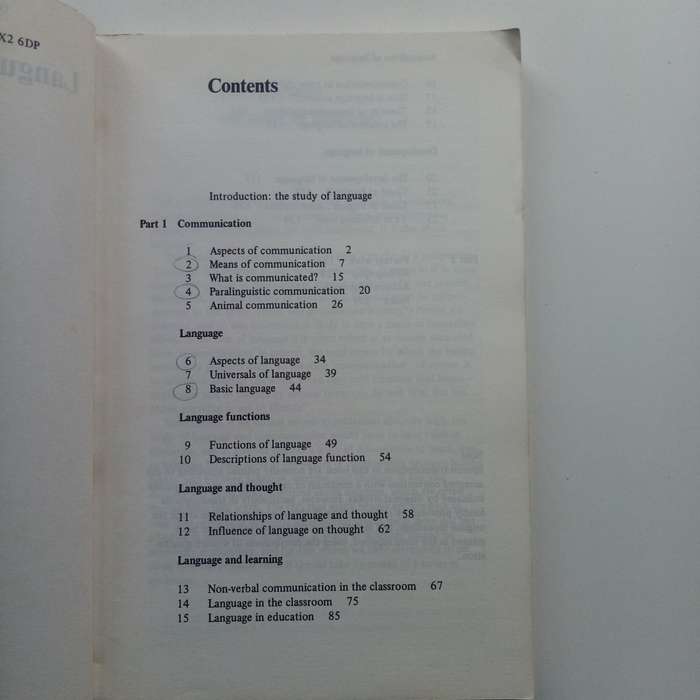 X2 6DP
Contents
Introduction: the study of language
Part 1 Communication
1 Aspects of communication 2
2 Means of communication 7
3 What is communicated? 15
4 Paralinguistic communication 20
5 Animal communication 26
Language
6 Aspects of language 34
7 Universals of language 39
8 Basic language 44
Language functions
9 Functions of language 49
10 Descriptions of language function 54
Language and thought
11 Relationships of language and thought 58
12 Influence of language on thought 62
Language and learning
13 Non-verbal communication in the classroom 67
14 Language in the classroom 75
15 Language in education 85